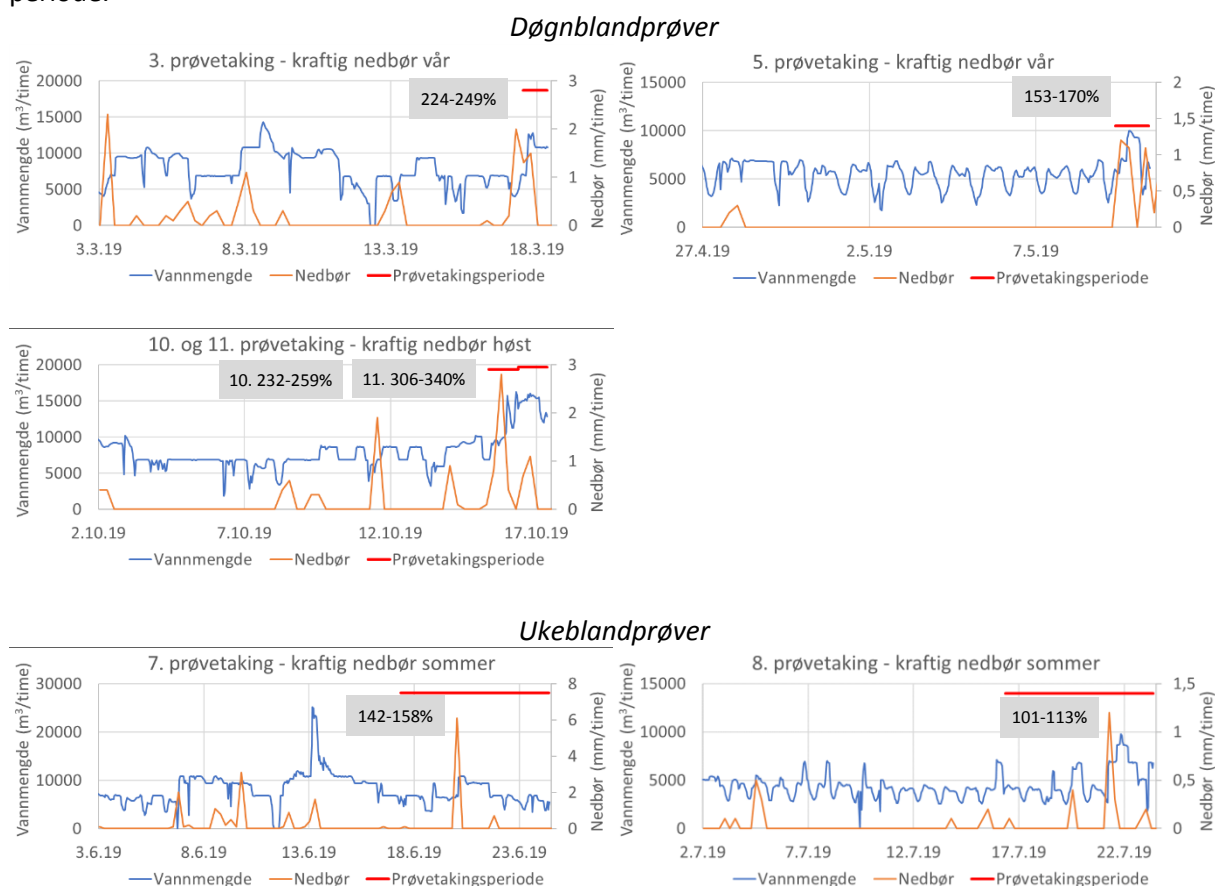 periode.
Døgnblandprøver
3. prøvetaking - kraftig nedbør vår
Vannmengde (m³/time)
20000
15000
10000
5000
0
224-249%
3
2
1
0
Nedbør (mm/time)
3.3.19 8.3.19 13.3.19 18.3.19
Vannmengde Nedbør Prøvetakingsperiode
5. prøvetaking - kraftig nedbør vår
Vannmengde (m³/time)
15000
10000
5000
0
153-170%
2
1,5
1
0,5
0
Nedbør (mm/time)
27.4.19 2.5.19 7.5.19
Vannmengde Nedbør Prøvetakingsperiode
10. og 11. prøvetaking - kraftig nedbør høst
Vannmengde (m³/time)
20000
15000
10000
5000
0
10. 232-259% 11. 306-340%
3
2
1
0
Nedbør (mm/time)
2.10.19 7.10.19 12.10.19 17.10.19
Vannmengde Nedbør Prøvetakingsperiode
Ukeblandprøver
7. prøvetaking - kraftig nedbør sommer
Vannmengde (m³/time)
30000
25000
20000
15000
10000
5000
0
142-158%
8
6
4
2
0
Nedbør (mm/time)
3.6.19 8.6.19 13.6.19 18.6.19 23.6.19
Vannmengde Nedbør Prøvetakingsperiode
8. prøvetaking - kraftig nedbør sommer
Vannmengde (m³/time)
15000
10000
5000
0
101-113%
1,5
1
0,5
0
Nedbør (mm/time)
2.7.19 7.7.19 12.7.19 17.7.19 22.7.19
Vannmengde Nedbør Prøvetakingsperiode